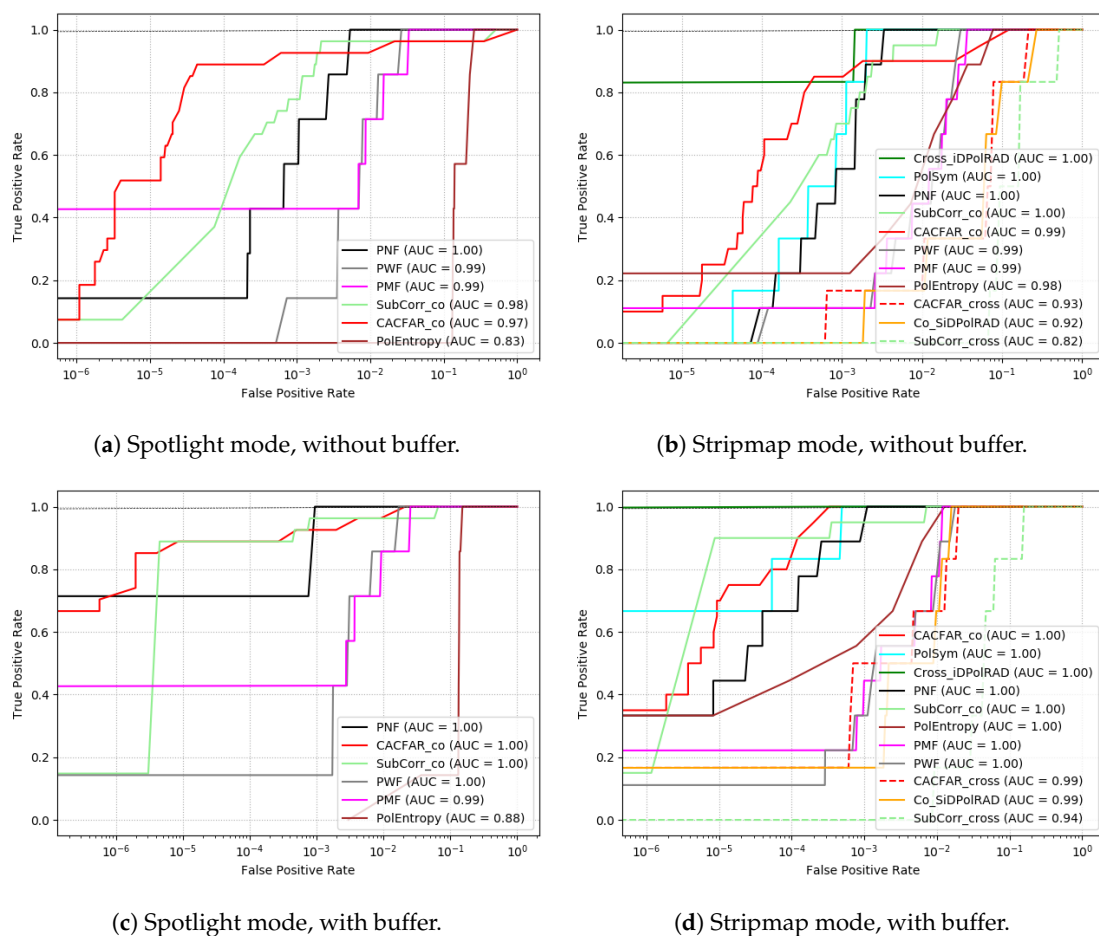 1.0
0.8
0.6
0.4
0.2
0.0
True Positive Rate
PNF (AUC = 1.00)
PWF (AUC = 0.99)
PMF (AUC = 0.99)
SubCorr_co (AUC = 0.98)
CACFAR_co (AUC = 0.97)
PolEntropy (AUC = 0.83)
10⁻⁶ 10⁻⁵ 10⁻⁴ 10⁻³ 10⁻² 10⁻¹ 10⁰
False Positive Rate
(a) Spotlight mode, without buffer.
1.0
0.8
0.6
0.4
0.2
0.0
True Positive Rate
Cross_iDPolRAD (AUC = 1.00)
PolSym (AUC = 1.00)
PNF (AUC = 1.00)
SubCorr_co (AUC = 1.00)
CACFAR_co (AUC = 0.99)
PWF (AUC = 0.99)
PMF (AUC = 0.99)
PolEntropy (AUC = 0.98)
CACFAR_cross (AUC = 0.93)
Co_SiDPolRAD (AUC = 0.92)
SubCorr_cross (AUC = 0.82)
10⁻⁵ 10⁻⁴ 10⁻³ 10⁻² 10⁻¹ 10⁰
False Positive Rate
(b) Stripmap mode, without buffer.
1.0
0.8
0.6
0.4
0.2
0.0
True Positive Rate
PNF (AUC = 1.00)
CACFAR_co (AUC = 1.00)
SubCorr_co (AUC = 1.00)
PWF (AUC = 1.00)
PMF (AUC = 0.99)
PolEntropy (AUC = 0.88)
10⁻⁶ 10⁻⁵ 10⁻⁴ 10⁻³ 10⁻² 10⁻¹ 10⁰
False Positive Rate
(c) Spotlight mode, with buffer.
1.0
0.8
0.6
0.4
0.2
0.0
True Positive Rate
CACFAR_co (AUC = 1.00)
PolSym (AUC = 1.00)
Cross_iDPolRAD (AUC = 1.00)
PNF (AUC = 1.00)
SubCorr_co (AUC = 1.00)
PolEntropy (AUC = 1.00)
PMF (AUC = 1.00)
PWF (AUC = 1.00)
CACFAR_cross (AUC = 0.99)
Co_SiDPolRAD (AUC = 0.99)
SubCorr_cross (AUC = 0.94)
10⁻⁶ 10⁻⁵ 10⁻⁴ 10⁻³ 10⁻² 10⁻¹ 10⁰
False Positive Rate
(d) Stripmap mode, with buffer.